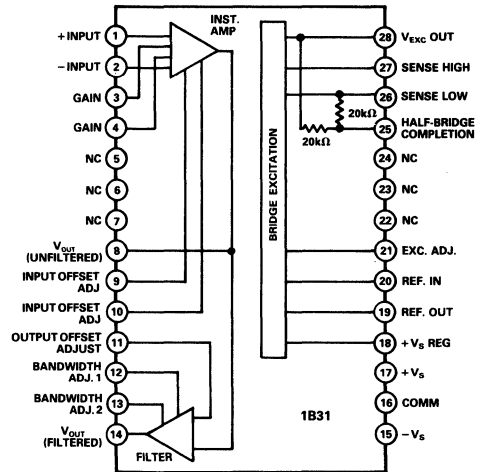 INST.
AMP
+INPUT 1
−INPUT 2
GAIN 3
GAIN 4
NC 5
NC 6
NC 7
VOUT
(UNFILTERED) 8
INPUT OFFSET
ADJ 9
INPUT OFFSET
ADJ 10
OUTPUT OFFSET
ADJUST 11
BANDWIDTH
ADJ. 1 12
BANDWIDTH
ADJ. 2 13
VOUT
(FILTERED) 14
FILTER
BRIDGE EXCITATION
20kΩ
20kΩ
28 VEXC OUT
27 SENSE HIGH
26 SENSE LOW
25 HALF-BRIDGE
COMPLETION
24 NC
23 NC
22 NC
21 EXC. ADJ.
20 REF. IN
19 REF. OUT
18 +VS REG
17 +VS
16 COMM
15 −VS
1B31